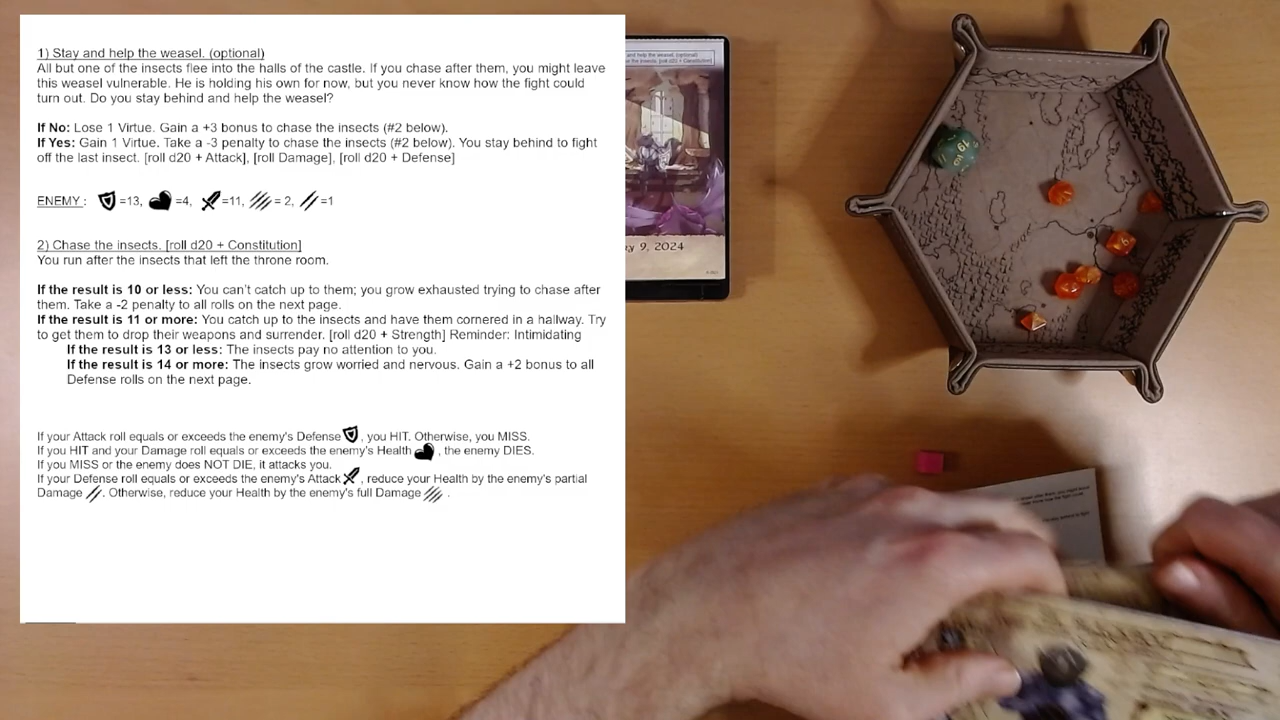 1) Stay and help the weasel. (optional)
All but one of the insects flee into the halls of the castle. If you chase after them, you might leave
this weasel vulnerable. He is holding his own for now, but you never know how the fight could
turn out. Do you stay behind and help the weasel?
If No: Lose 1 Virtue. Gain a +3 bonus to chase the insects (#2 below).
If Yes: Gain 1 Virtue. Take a -3 penalty to chase the insects (#2 below). You stay behind to fight
off the last insect. [roll d20 + Attack], [roll Damage], [roll d20 + Defense]
ENEMY: =13, =4, =11, = 2, =1
2) Chase the insects. [roll d20 + Constitution]
You run after the insects that left the throne room.
If the result is 10 or less: You can't catch up to them; you grow exhausted trying to chase after
them. Take a -2 penalty to all rolls on the next page.
If the result is 11 or more: You catch up to the insects and have them cornered in a hallway. Try
to get them to drop their weapons and surrender. [roll d20 + Strength] Reminder: Intimidating
If the result is 13 or less: The insects pay no attention to you.
If the result is 14 or more: The insects grow worried and nervous. Gain a +2 bonus to all
Defense rolls on the next page.
If your Attack roll equals or exceeds the enemy's Defense , you HIT. Otherwise, you MISS.
If you HIT and your Damage roll equals or exceeds the enemy's Health , the enemy DIES.
If you MISS or the enemy does NOT DIE, it attacks you.
If your Defense roll equals or exceeds the enemy's Attack , reduce your Health by the enemy's partial
Damage . Otherwise, reduce your Health by the enemy's full Damage .
9, 2024